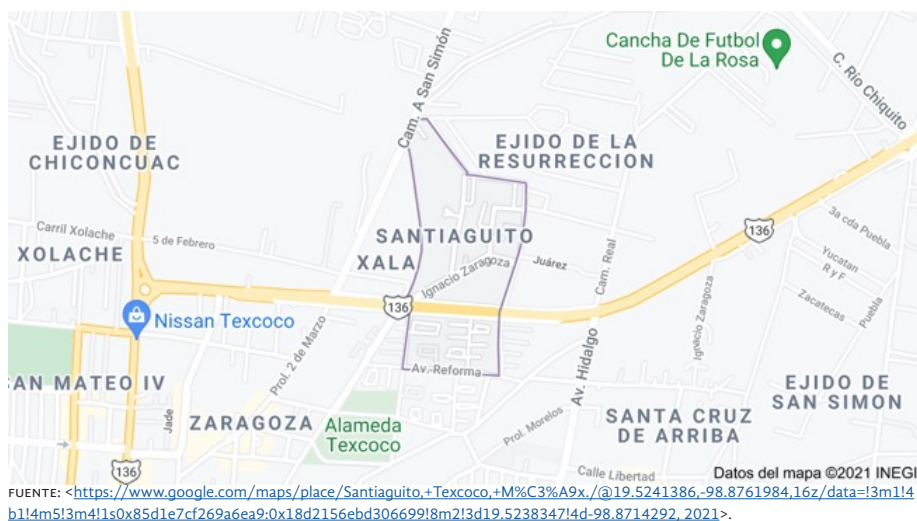 Cancha De Futbol
De La Rosa
C. Río Chiquito
Cam. A San Simón
EJIDO DE
CHICONCUAC
EJIDO DE LA
RESURRECCION
136
3a cda Puebla
Carril Xolache
5 de Febrero
SANTIAGUITO
XOLACHE
XALA
Ignacio Zaragoza
Juárez
Cam. Real
Yucatan
R y F
Zacatecas
Puebla
136
Nissan Texcoco
Prol. 2 de Marzo
Ignacio Zaragoza
Av. Hidalgo
Av. Reforma
AN MATEO IV
EJIDO DE
SAN SIMON
Jade
ZARAGOZA
Alameda
Texcoco
Prol. Morelos
SANTA CRUZ
DE ARRIBA
136
Calle Libertad
Datos del mapa ©2021 INEGI
FUENTE: <https://www.google.com/maps/place/Santiaguito,+Texcoco,+M%C3%A9x./@19.5241386,-98.8761984,16z/data=!3m1!4
b1!4m5!3m4!1s0x85d1e7cf269a6ea9:0x18d2156ebd306699!8m2!3d19.5238347!4d-98.8714292, 2021>.